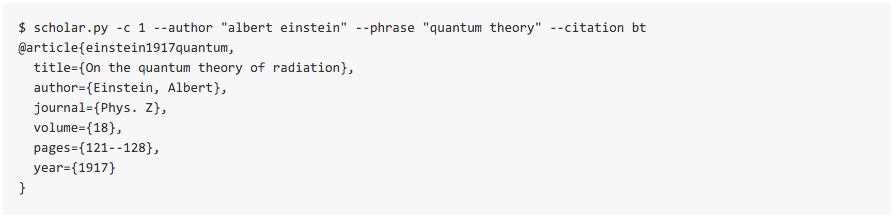 $ scholar.py -c 1 --author "albert einstein" --phrase "quantum theory" --citation bt
@article{einstein1917quantum,
  title={On the quantum theory of radiation},
  author={Einstein, Albert},
  journal={Phys. Z},
  volume={18},
  pages={121--128},
  year={1917}
}